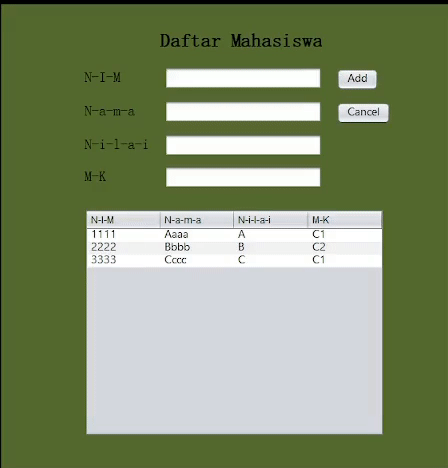 Daftar Mahasiswa
N-I-M Add
N-a-m-a Cancel
N-i-l-a-i
M-K
N-I-M N-a-m-a N-i-l-a-i M-K
1111 Aaaa A C1
2222 Bbbb B C2
3333 Cccc C C1